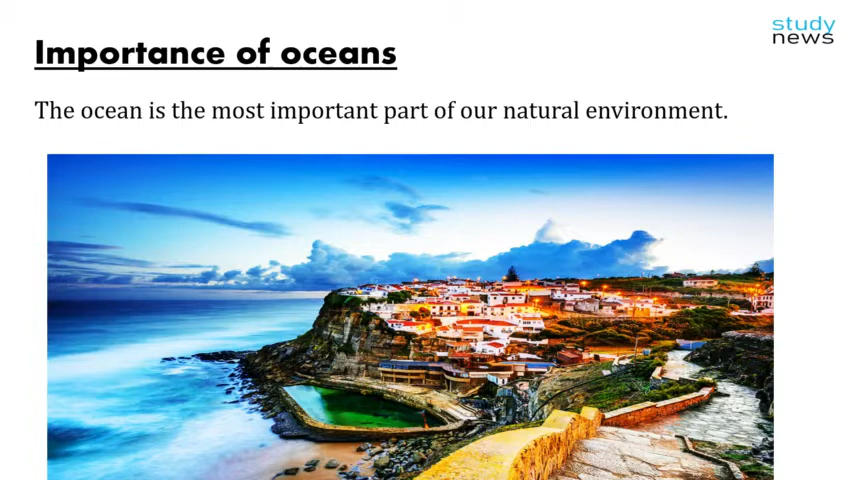 study
news
Importance of oceans
The ocean is the most important part of our natural environment.